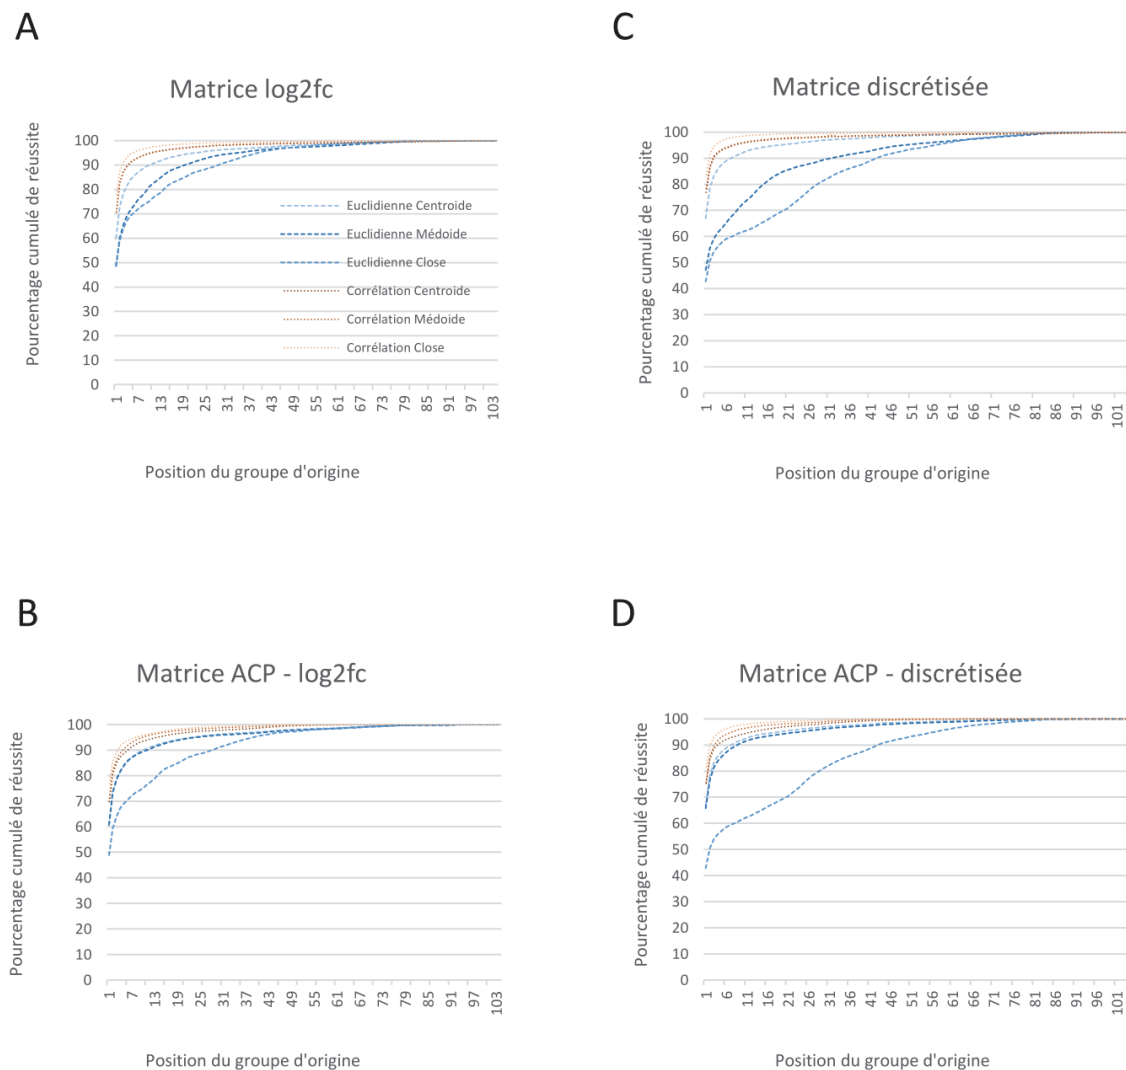 A
Matrice log2fc
Pourcentage cumulé de réussite
100
90
80
70
60
50
40
30
20
10
0
Euclidienne Centroide
Euclidienne Médoide
Euclidienne Close
Corrélation Centroide
Corrélation Médoide
Corrélation Close
1 7 13 19 25 31 37 43 49 55 61 67 73 79 85 91 97 103
Position du groupe d'origine
C
Matrice discrétisée
Pourcentage cumulé de réussite
100
90
80
70
60
50
40
30
20
10
0
1 6 11 16 21 26 31 36 41 46 51 56 61 66 71 76 81 86 91 96 101
Position du groupe d'origine
B
Matrice ACP - log2fc
Pourcentage cumulé de réussite
100
90
80
70
60
50
40
30
20
10
0
1 7 13 19 25 31 37 43 49 55 61 67 73 79 85 91 97 103
Position du groupe d'origine
D
Matrice ACP - discrétisée
Pourcentage cumulé de réussite
100
90
80
70
60
50
40
30
20
10
0
1 6 11 16 21 26 31 36 41 46 51 56 61 66 71 76 81 86 91 96 101
Position du groupe d'origine